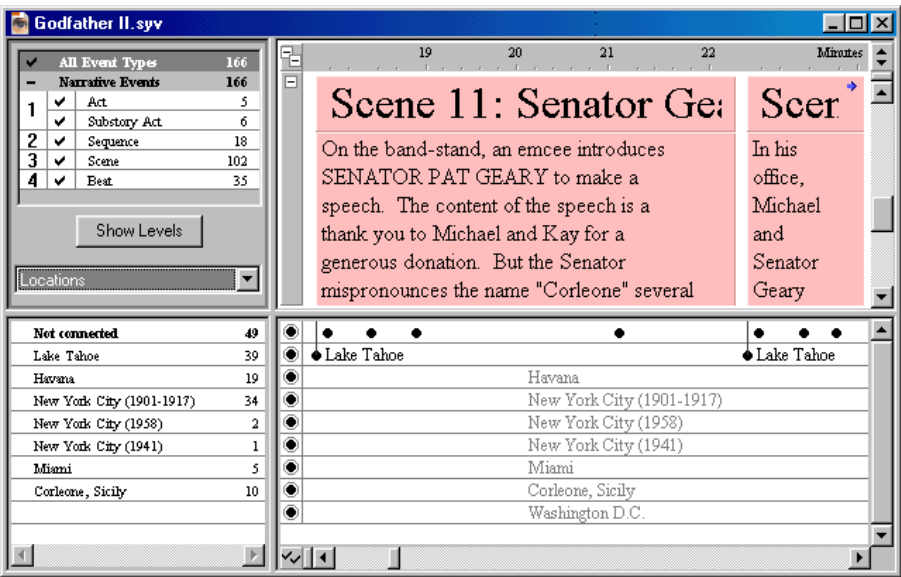 Godfather II.syv
All Event Types 166
Narrative Events 166
1 Act 5
Substory Act 6
2 Sequence 18
3 Scene 102
4 Beat 35
Show Levels
Locations
19 20 21 22 Minutes
Scene 11: Senator Gea
On the band-stand, an emcee introduces
SENATOR PAT GEARY to make a
speech. The content of the speech is a
thank you to Michael and Kay for a
generous donation. But the Senator
mispronounces the name "Corleone" several
Scer
In his
office,
Michael
and
Senator
Geary
Not connected 49
Lake Tahoe 39
Havana 19
New York City (1901-1917) 34
New York City (1958) 2
New York City (1941) 1
Miami 5
Corleone, Sicily 10
Lake Tahoe Lake Tahoe
Havana
New York City (1901-1917)
New York City (1958)
New York City (1941)
Miami
Corleone, Sicily
Washington D.C.